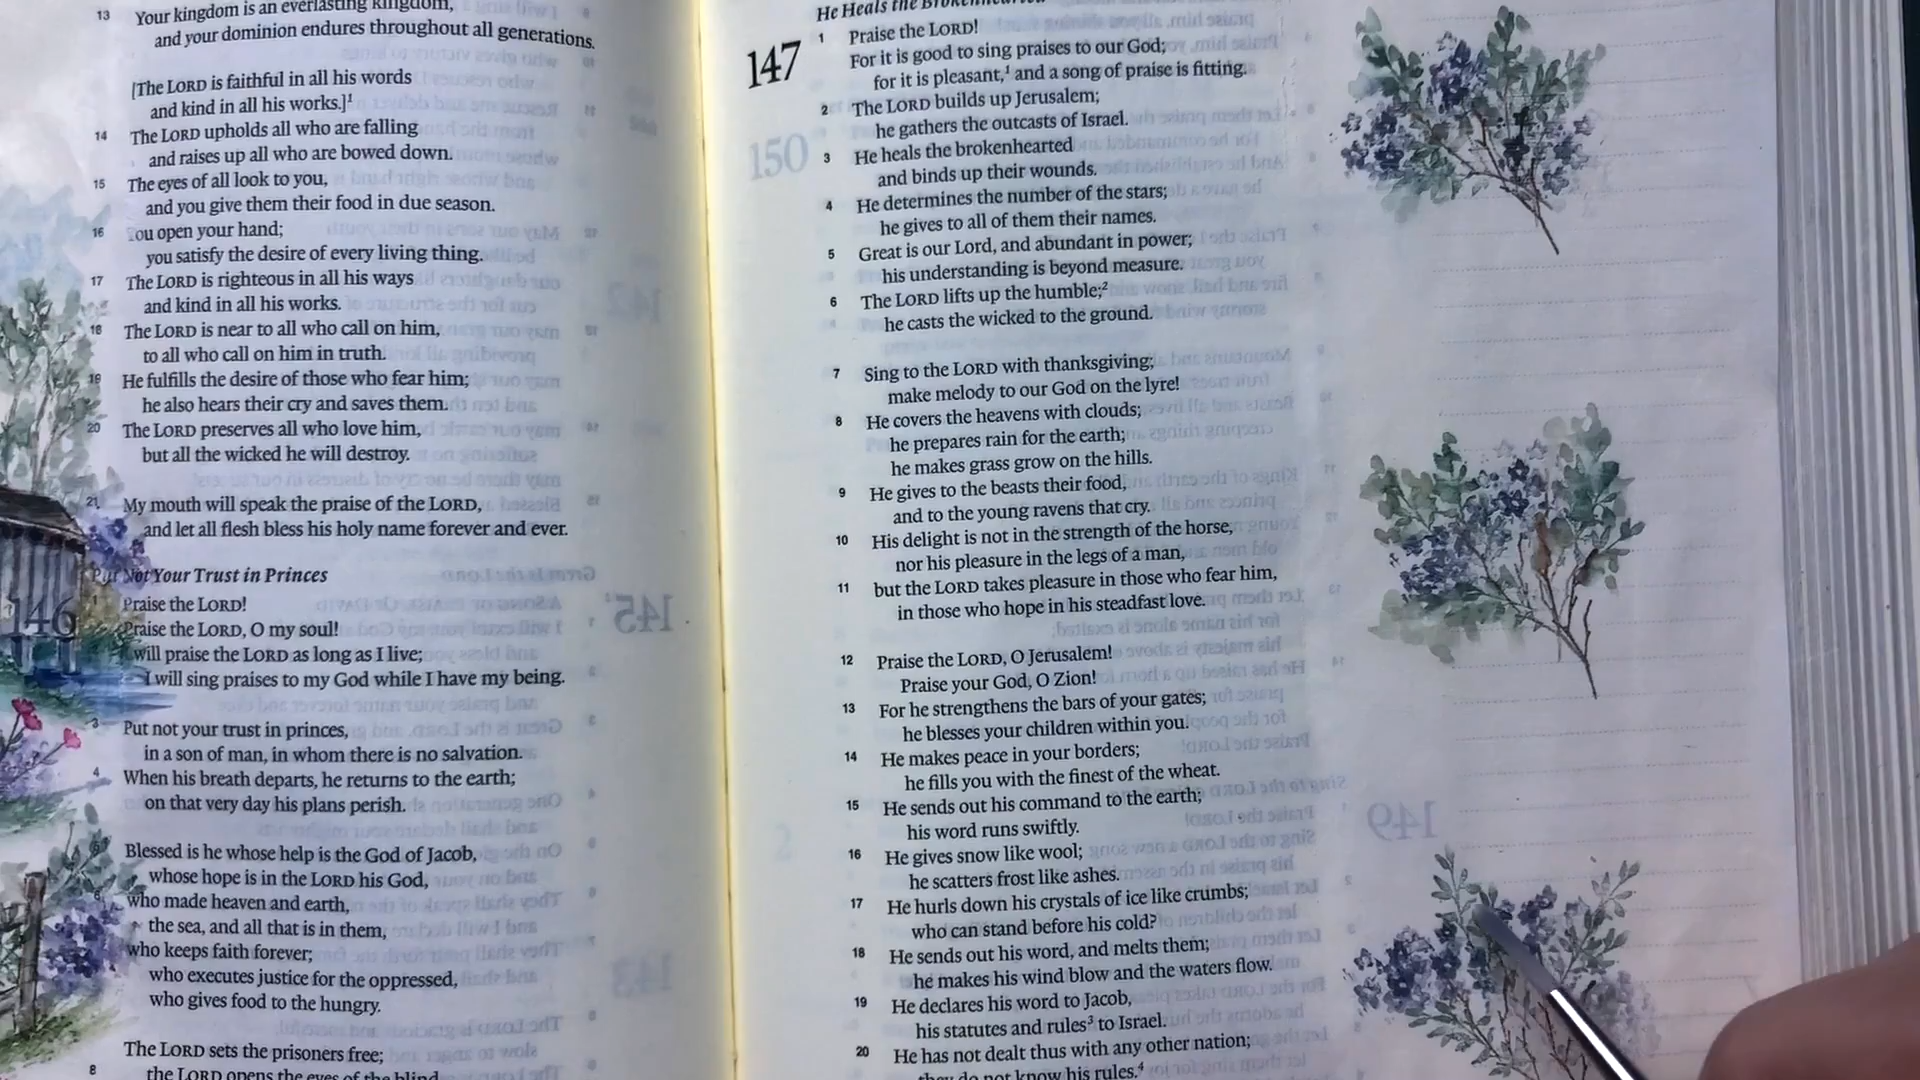 13 Your kingdom is an everlasting kingdom,
and your dominion endures throughout all generations.
[The LORD is faithful in all his words
and kind in all his works.]¹
14 The LORD upholds all who are falling
and raises up all who are bowed down.
15 The eyes of all look to you,
and you give them their food in due season.
16 You open your hand;
you satisfy the desire of every living thing.
17 The LORD is righteous in all his ways
and kind in all his works.
18 The LORD is near to all who call on him,
to all who call on him in truth.
19 He fulfills the desire of those who fear him;
he also hears their cry and saves them.
20 The LORD preserves all who love him,
but all the wicked he will destroy.
21 My mouth will speak the praise of the LORD,
and let all flesh bless his holy name forever and ever.
Put Not Your Trust in Princes
146
1 Praise the LORD!
Praise the LORD, O my soul!
will praise the LORD as long as I live;
I will sing praises to my God while I have my being.
3 Put not your trust in princes,
in a son of man, in whom there is no salvation.
4 When his breath departs, he returns to the earth;
on that very day his plans perish.
5 Blessed is he whose help is the God of Jacob,
whose hope is in the LORD his God,
6 who made heaven and earth,
the sea, and all that is in them,
who keeps faith forever;
who executes justice for the oppressed,
who gives food to the hungry.
The LORD sets the prisoners free;
8 the LORD opens the eyes of the blind.
He Heals the Brokenhearted
147
1 Praise the LORD!
For it is good to sing praises to our God;
for it is pleasant,¹ and a song of praise is fitting.
2 The LORD builds up Jerusalem;
he gathers the outcasts of Israel.
3 He heals the brokenhearted
and binds up their wounds.
4 He determines the number of the stars;
he gives to all of them their names.
5 Great is our Lord, and abundant in power;
his understanding is beyond measure.
6 The LORD lifts up the humble;²
he casts the wicked to the ground.
7 Sing to the LORD with thanksgiving;
make melody to our God on the lyre!
8 He covers the heavens with clouds;
he prepares rain for the earth;
he makes grass grow on the hills.
9 He gives to the beasts their food,
and to the young ravens that cry.
10 His delight is not in the strength of the horse,
nor his pleasure in the legs of a man,
11 but the LORD takes pleasure in those who fear him,
in those who hope in his steadfast love.
12 Praise the LORD, O Jerusalem!
Praise your God, O Zion!
13 For he strengthens the bars of your gates;
he blesses your children within you.
14 He makes peace in your borders;
he fills you with the finest of the wheat.
15 He sends out his command to the earth;
his word runs swiftly.
16 He gives snow like wool;
he scatters frost like ashes.
17 He hurls down his crystals of ice like crumbs;
who can stand before his cold?
18 He sends out his word, and melts them;
he makes his wind blow and the waters flow.
19 He declares his word to Jacob,
his statutes and rules³ to Israel.
20 He has not dealt thus with any other nation;
they do not know his rules.⁴